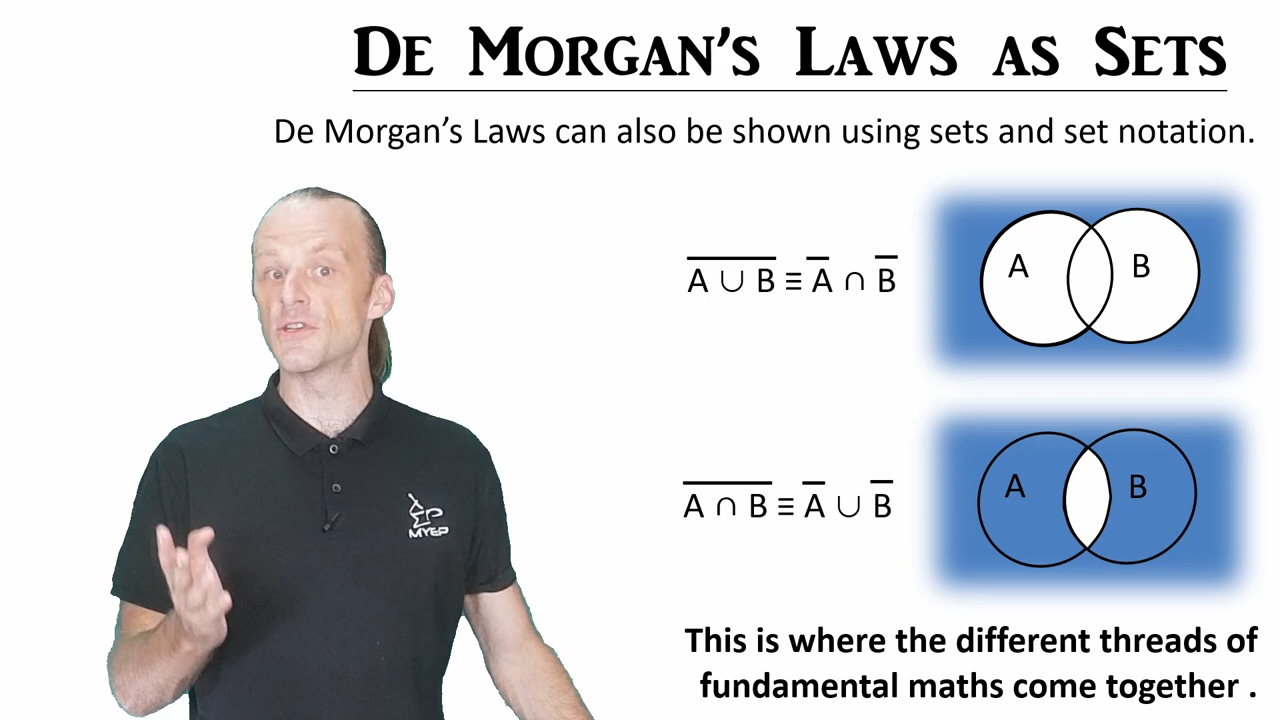 De Morgan's Laws as Sets
De Morgan's Laws can also be shown using sets and set notation.
A̅ ̅∪̅ ̅B̅ ≡ A̅ ∩ B̅
A B
A̅ ̅∩̅ ̅B̅ ≡ A̅ ∪ B̅
A B
MYEP
This is where the different threads of
fundamental maths come together .